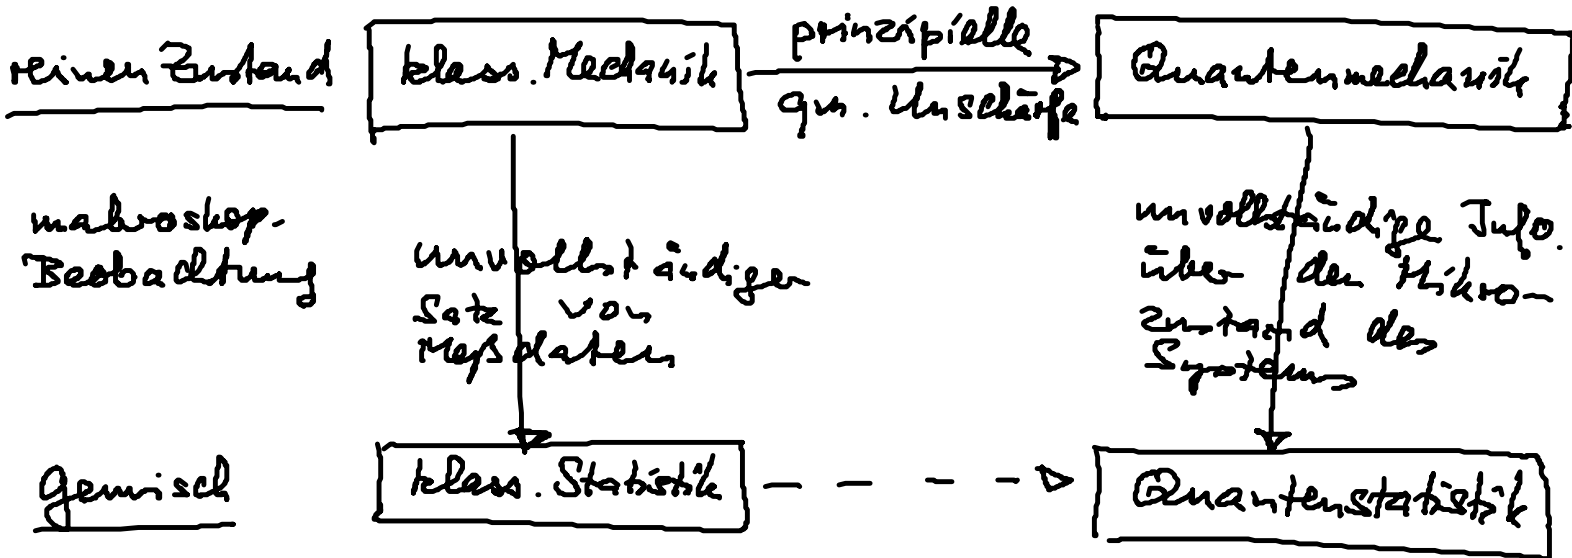 reinen Zustand
klass. Mechanik
prinzipielle
qm. Unschärfe
Quantenmechanik
makroskop.
Beobachtung
unvollständiger
Satz von
Meßdaten
unvollständige Info.
über den Mikro-
zustand des
Systems
Gemisch
klass. Statistik
Quantenstatistik